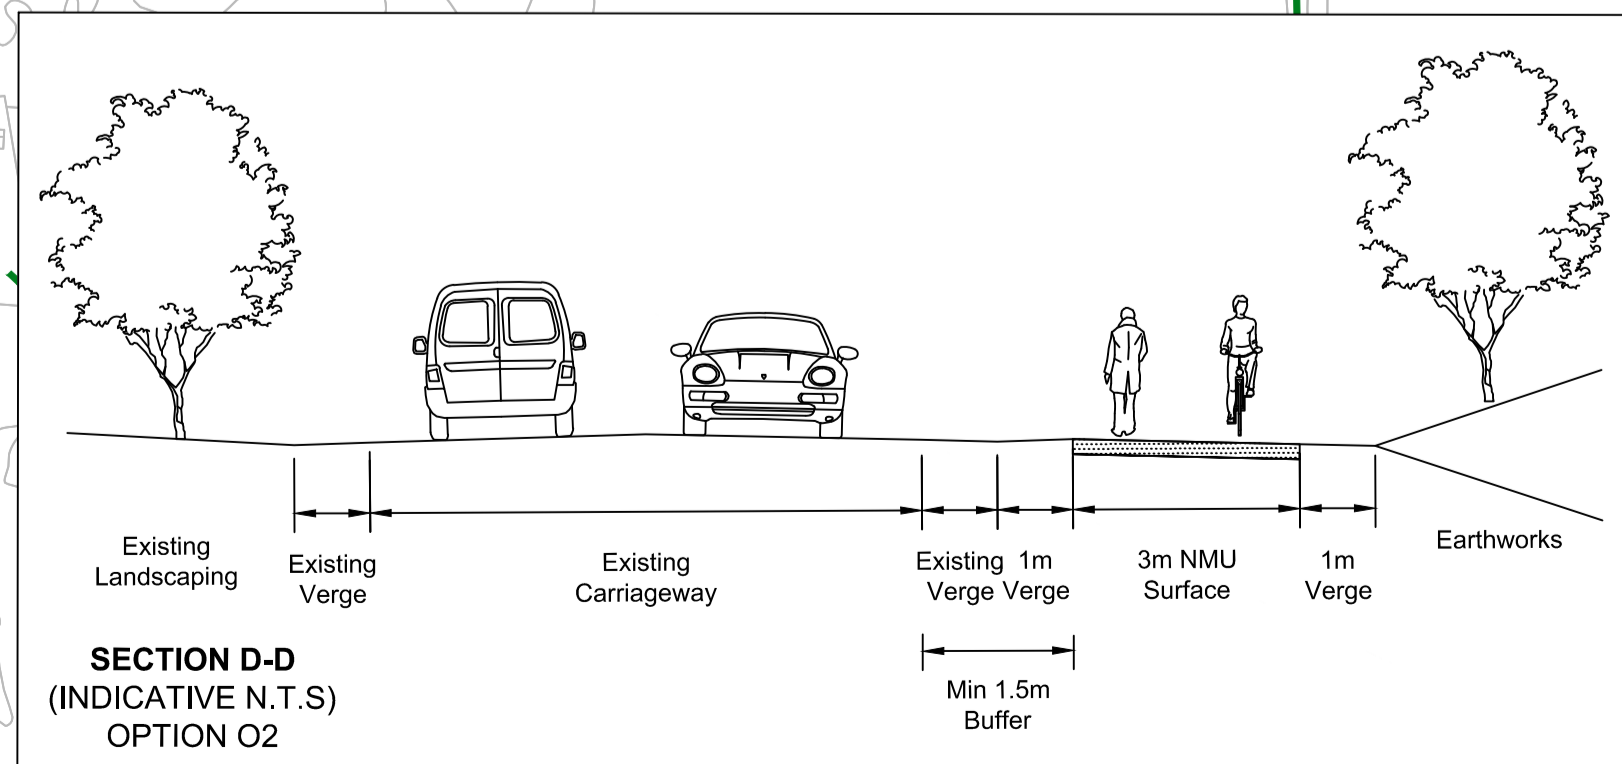 Existing
Landscaping
Existing
Verge
Existing
Carriageway
Existing
Verge
1m
Verge
3m NMU
Surface
1m
Verge
Earthworks
Min 1.5m
Buffer
SECTION D-D
(INDICATIVE N.T.S)
OPTION O2